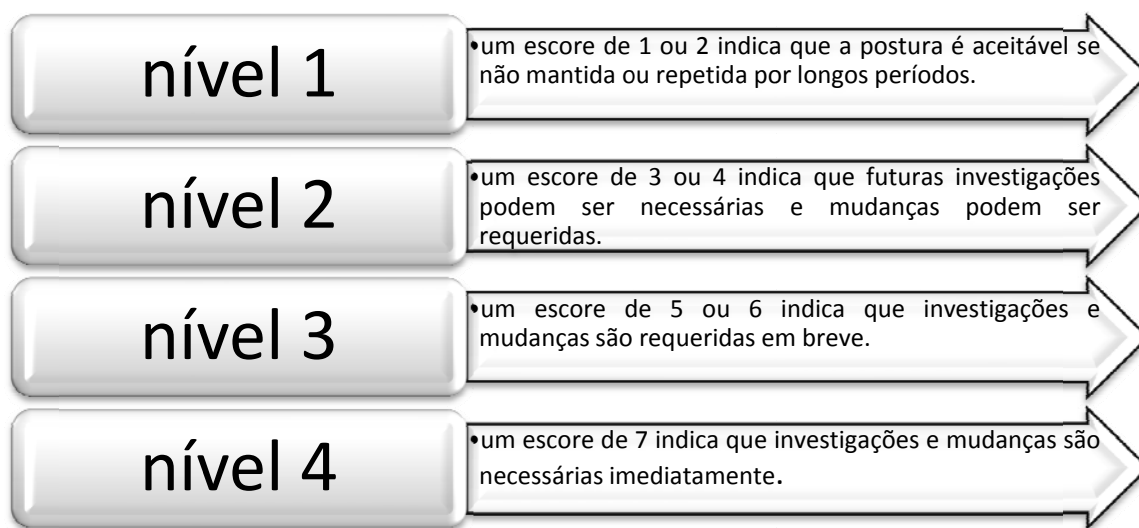 nível 1
•um escore de 1 ou 2 indica que a postura é aceitável se
não mantida ou repetida por longos períodos.
nível 2
•um escore de 3 ou 4 indica que futuras investigações
podem ser necessárias e mudanças podem ser
requeridas.
nível 3
•um escore de 5 ou 6 indica que investigações e
mudanças são requeridas em breve.
nível 4
•um escore de 7 indica que investigações e mudanças são
necessárias imediatamente.